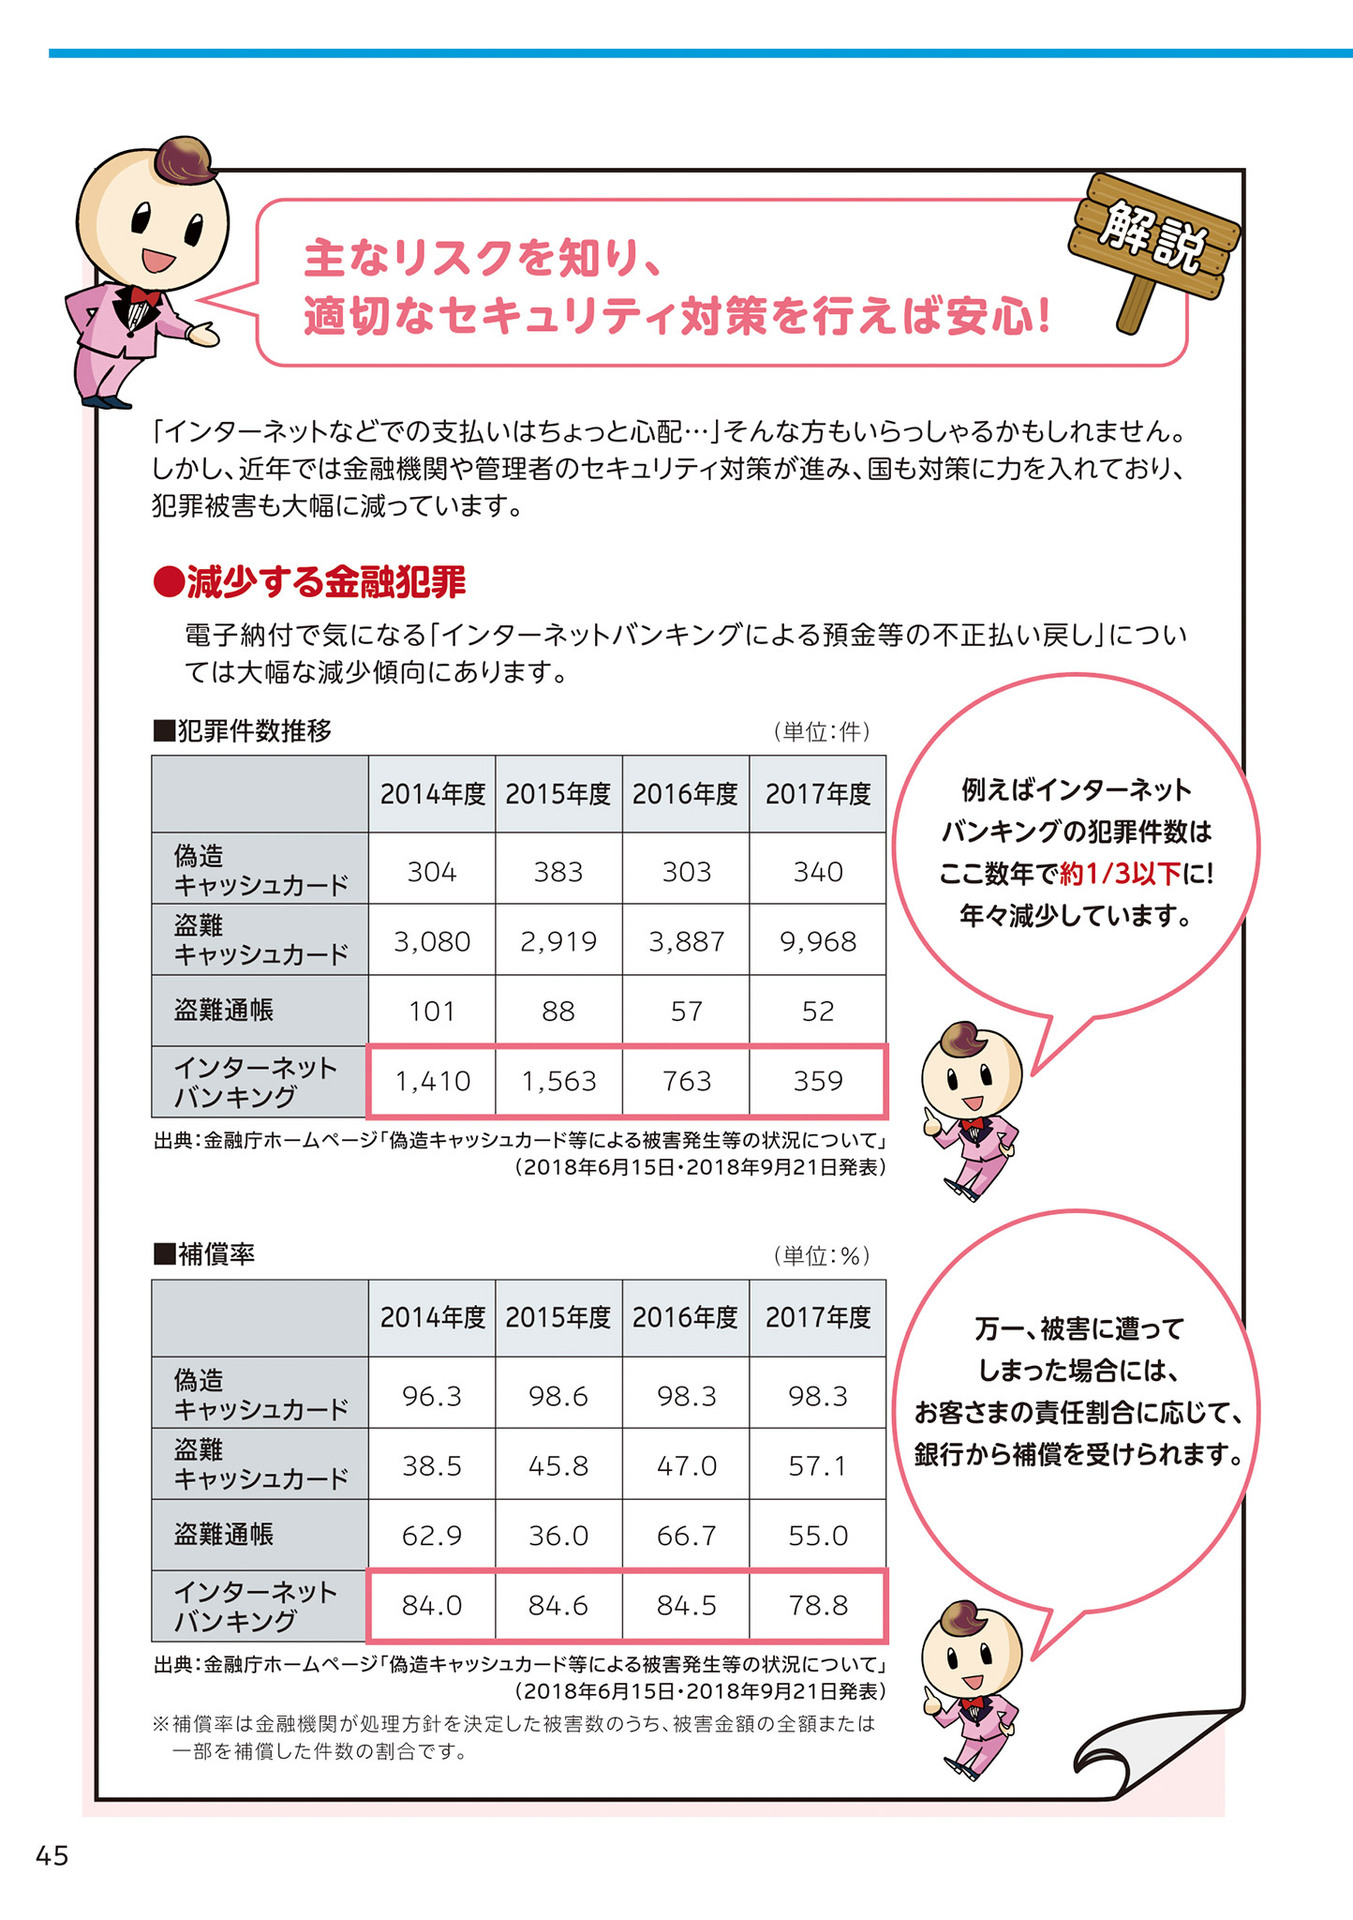 解説
主なリスクを知り、
適切なセキュリティ対策を行えば安心！
「インターネットなどでの支払いはちょっと心配…」そんな方もいらっしゃるかもしれません。
しかし、近年では金融機関や管理者のセキュリティ対策が進み、国も対策に力を入れており、
犯罪被害も大幅に減っています。
●減少する金融犯罪
電子納付で気になる「インターネットバンキングによる預金等の不正払い戻し」につい
ては大幅な減少傾向にあります。
■犯罪件数推移 （単位：件）
2014年度 2015年度 2016年度 2017年度
偽造
キャッシュカード 304 383 303 340
盗難
キャッシュカード 3,080 2,919 3,887 9,968
盗難通帳 101 88 57 52
インターネット
バンキング 1,410 1,563 763 359
出典：金融庁ホームページ「偽造キャッシュカード等による被害発生等の状況について」
（2018年6月15日・2018年9月21日発表）
例えばインターネット
バンキングの犯罪件数は
ここ数年で約1/3以下に！
年々減少しています。
■補償率 （単位：％）
2014年度 2015年度 2016年度 2017年度
偽造
キャッシュカード 96.3 98.6 98.3 98.3
盗難
キャッシュカード 38.5 45.8 47.0 57.1
盗難通帳 62.9 36.0 66.7 55.0
インターネット
バンキング 84.0 84.6 84.5 78.8
出典：金融庁ホームページ「偽造キャッシュカード等による被害発生等の状況について」
（2018年6月15日・2018年9月21日発表）
※補償率は金融機関が処理方針を決定した被害数のうち、被害金額の全額または
一部を補償した件数の割合です。
万一、被害に遭って
しまった場合には、
お客さまの責任割合に応じて、
銀行から補償を受けられます。
45